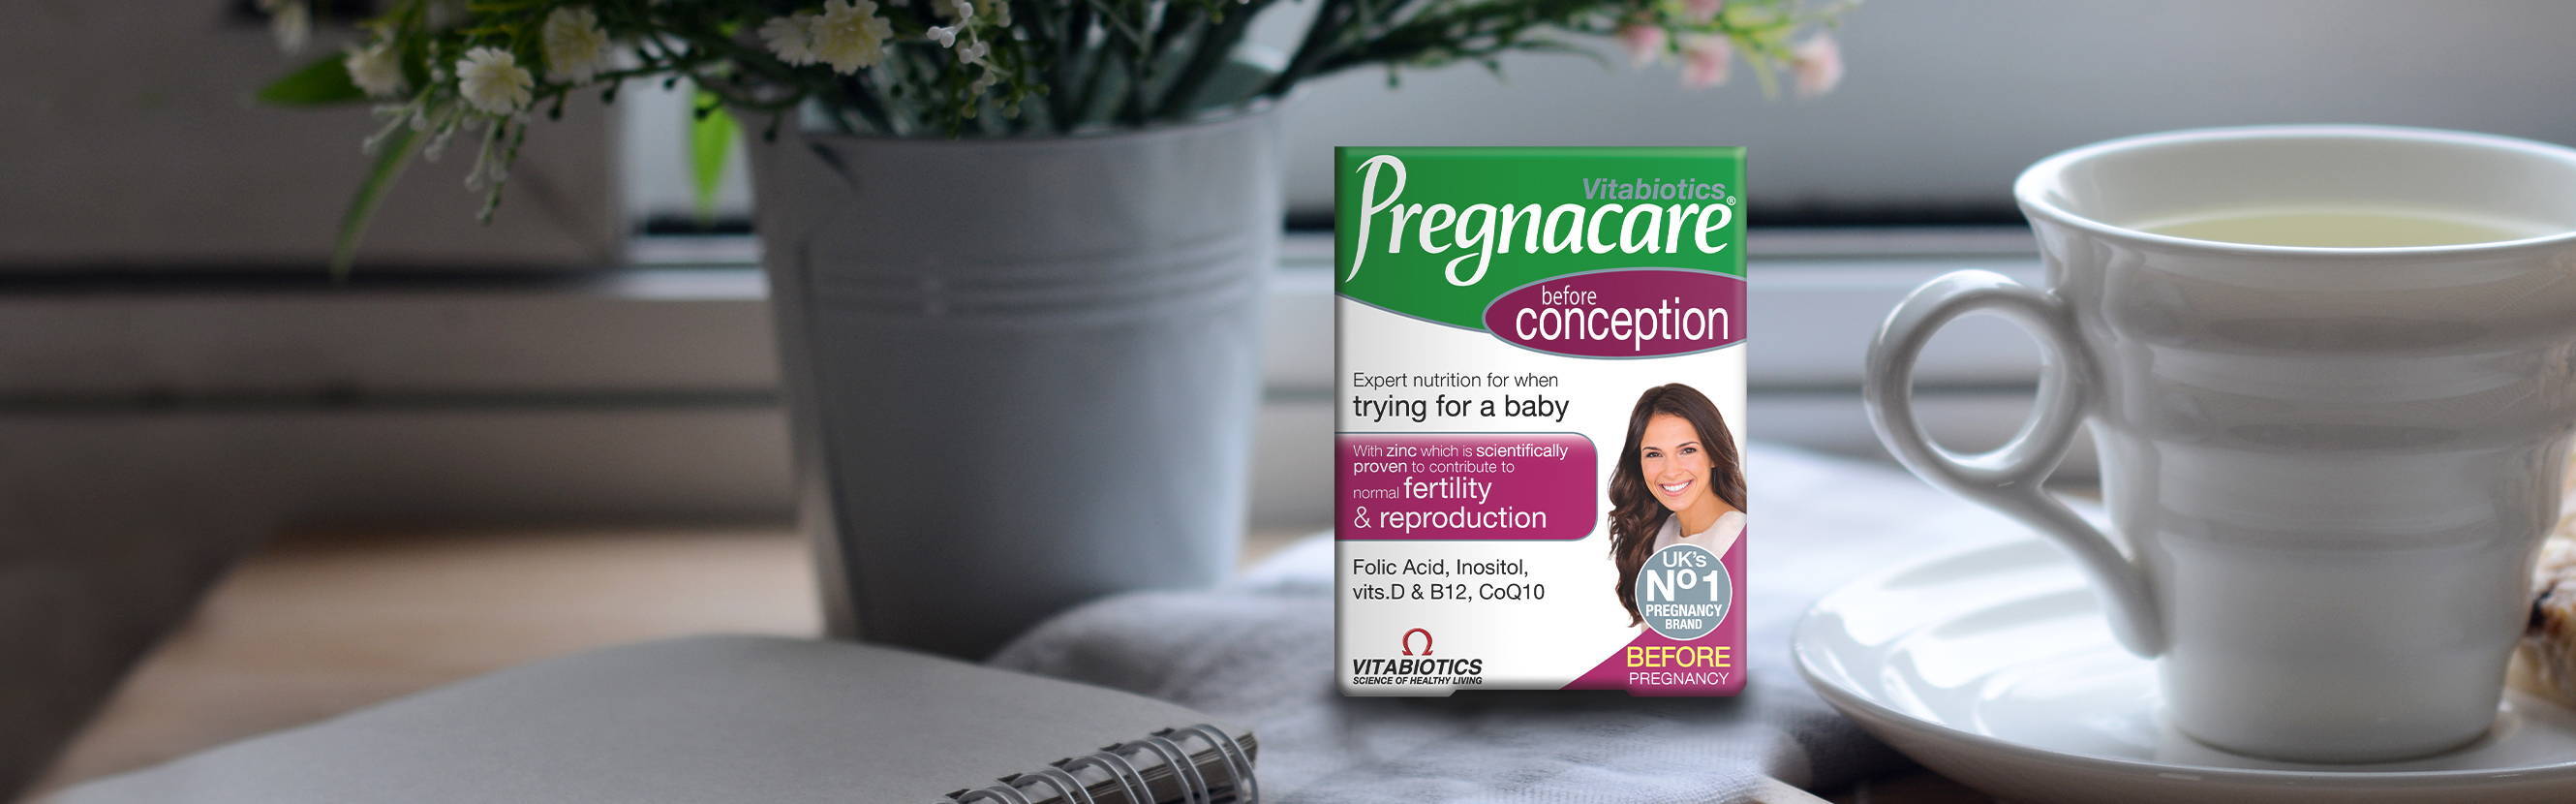 Vitabiotics
Pregnacare®
before
conception
Expert nutrition for when
trying for a baby
With zinc which is scientifically
proven to contribute to
normal fertility
& reproduction
Folic Acid, Inositol,
vits.D & B12, CoQ10
UK's
Nº1
PREGNANCY
BRAND
VITABIOTICS
SCIENCE OF HEALTHY LIVING
BEFORE
PREGNANCY